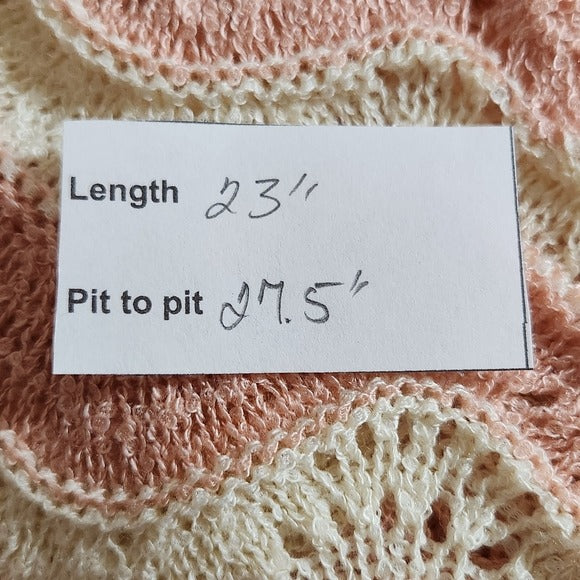 Length 23"
Pit to pit 27.5"